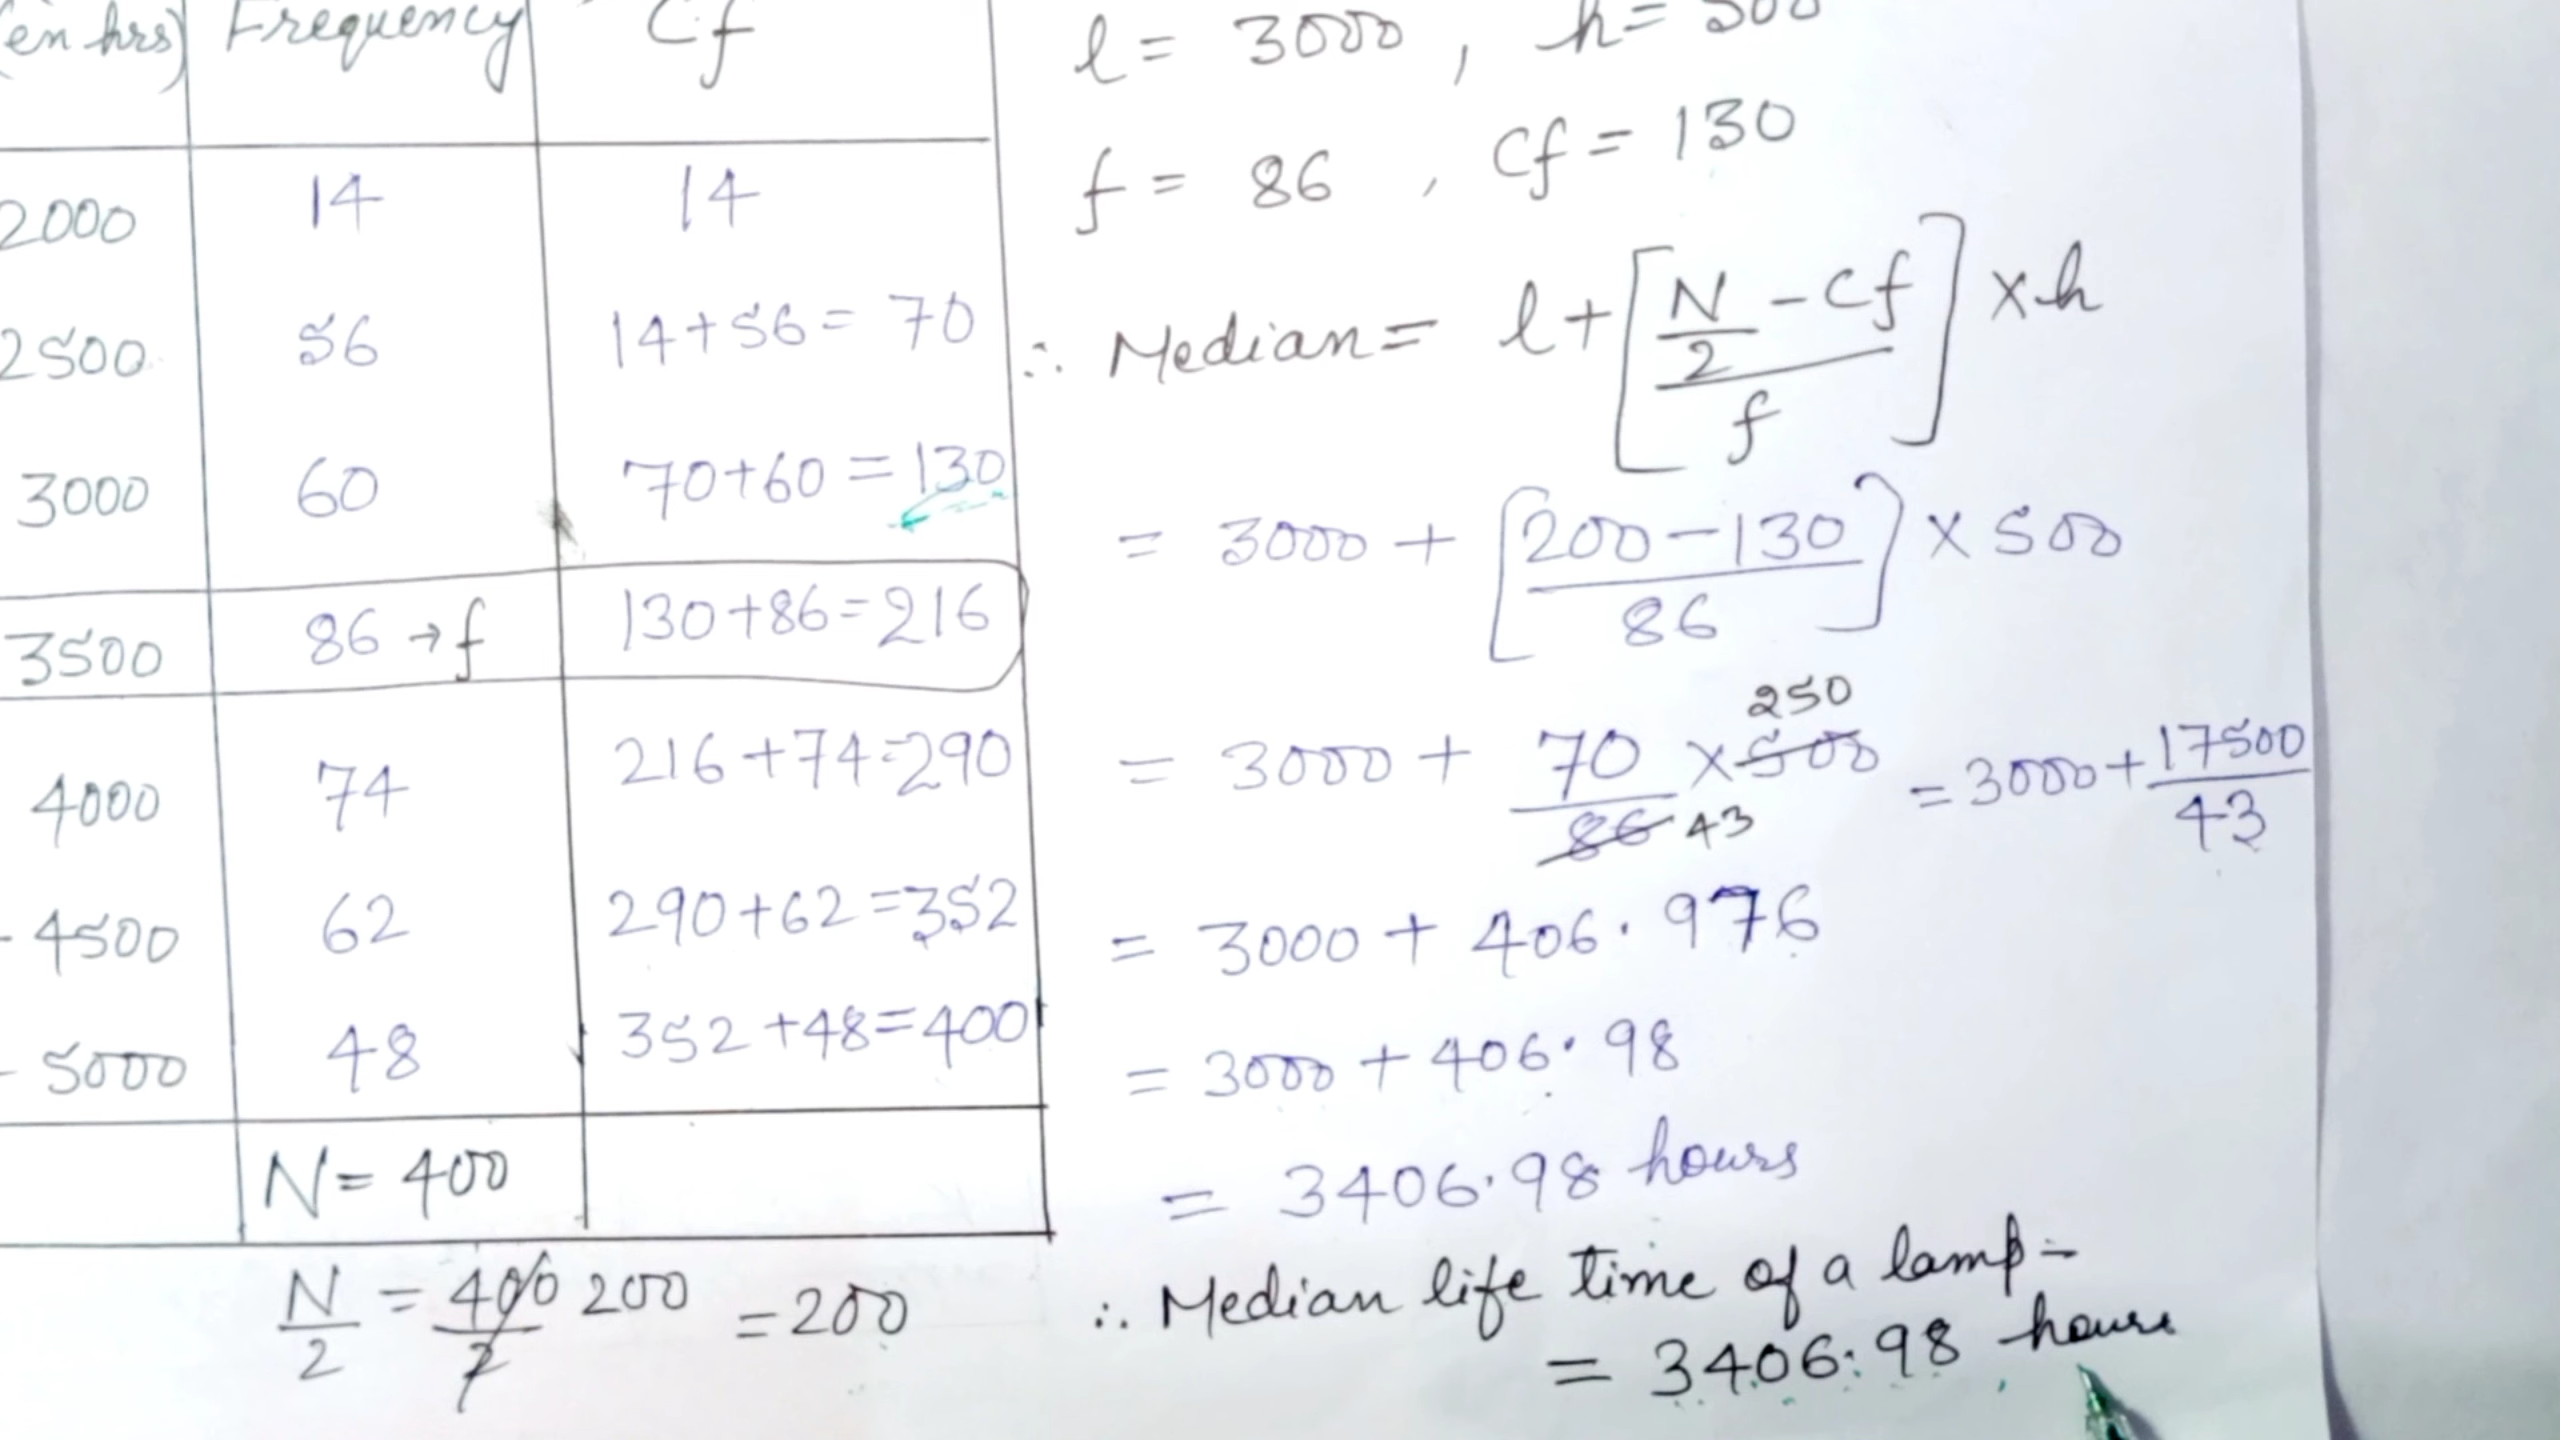 (en hrs) Frequency Cf
2000 14 14
2500 56 14+56= 70
3000 60 70+60=130
3500 86→f 130+86=216
4000 74 216+74=290
-4500 62 290+62=352
-5000 48 352+48=400
N=400
N/2 = 400/2 200 =200
l= 3000, h= 500
f= 86, Cf= 130
∴ Median= l+[N/2-Cf/f]×h
= 3000+[200-130/86]×500
= 3000+ 70/86 43 ×500 250 =3000+17500/43
= 3000+406.976
= 3000+406.98
= 3406.98 hours
∴ Median life time of a lamp=
= 3406.98 hours